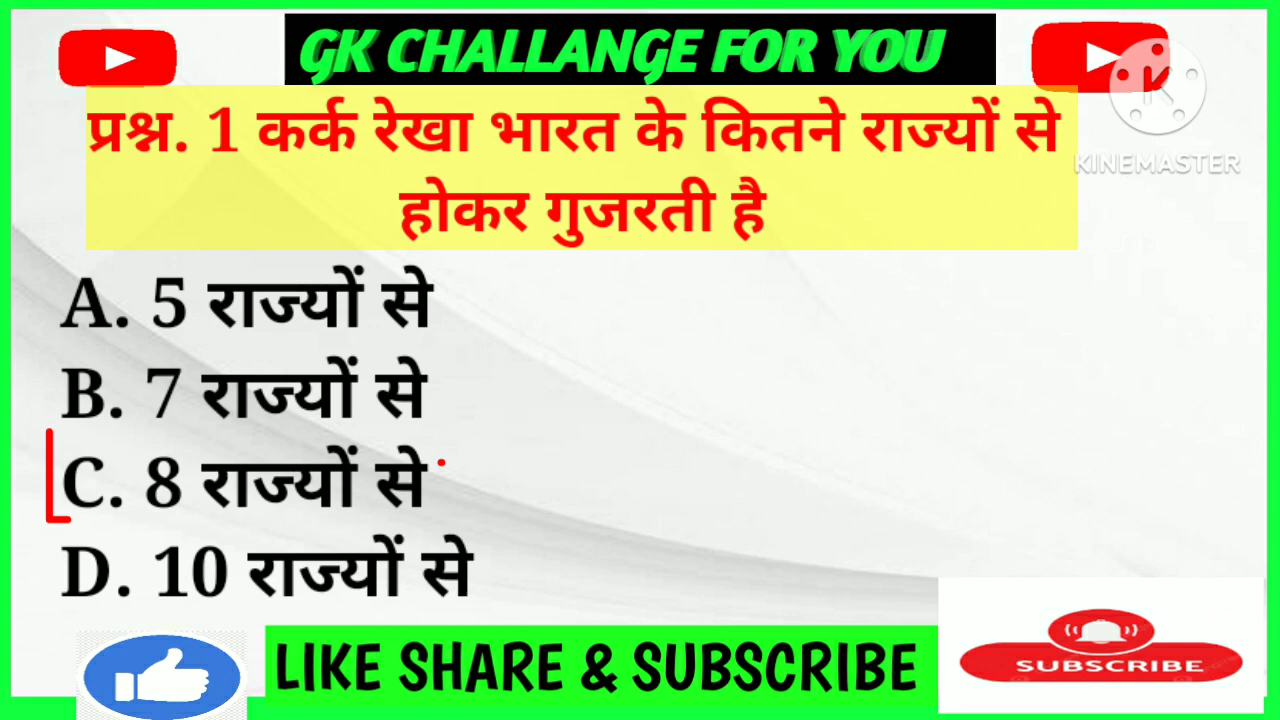 GK CHALLANGE FOR YOU
प्रश्न. 1 कर्क रेखा भारत के कितने राज्यों से
होकर गुजरती है
KINEMASTER
A. 5 राज्यों से
B. 7 राज्यों से
C. 8 राज्यों से
D. 10 राज्यों से
LIKE SHARE & SUBSCRIBE
SUBSCRIBE